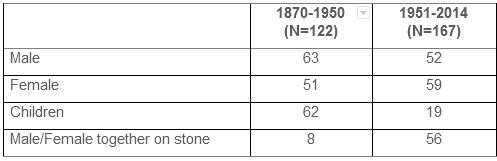 1870-1950 1951-2014
(N=122) (N=167)
Male 63 52
Female 51 59
Children 62 19
Male/Female together on stone 8 56